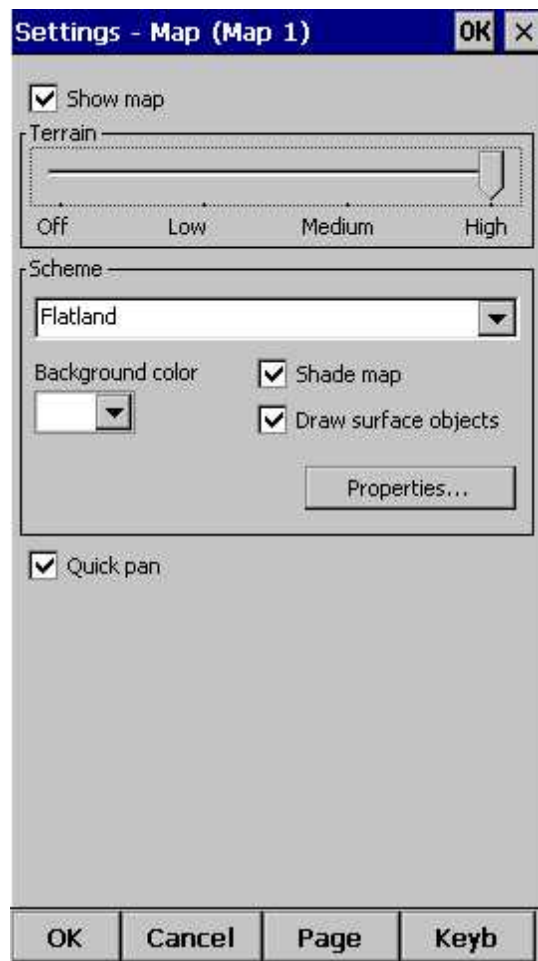 Settings - Map (Map 1) OK
Show map
Terrain
Off Low Medium High
Scheme
Flatland
Background color Shade map
Draw surface objects
Properties...
Quick pan
OK Cancel Page Keyb